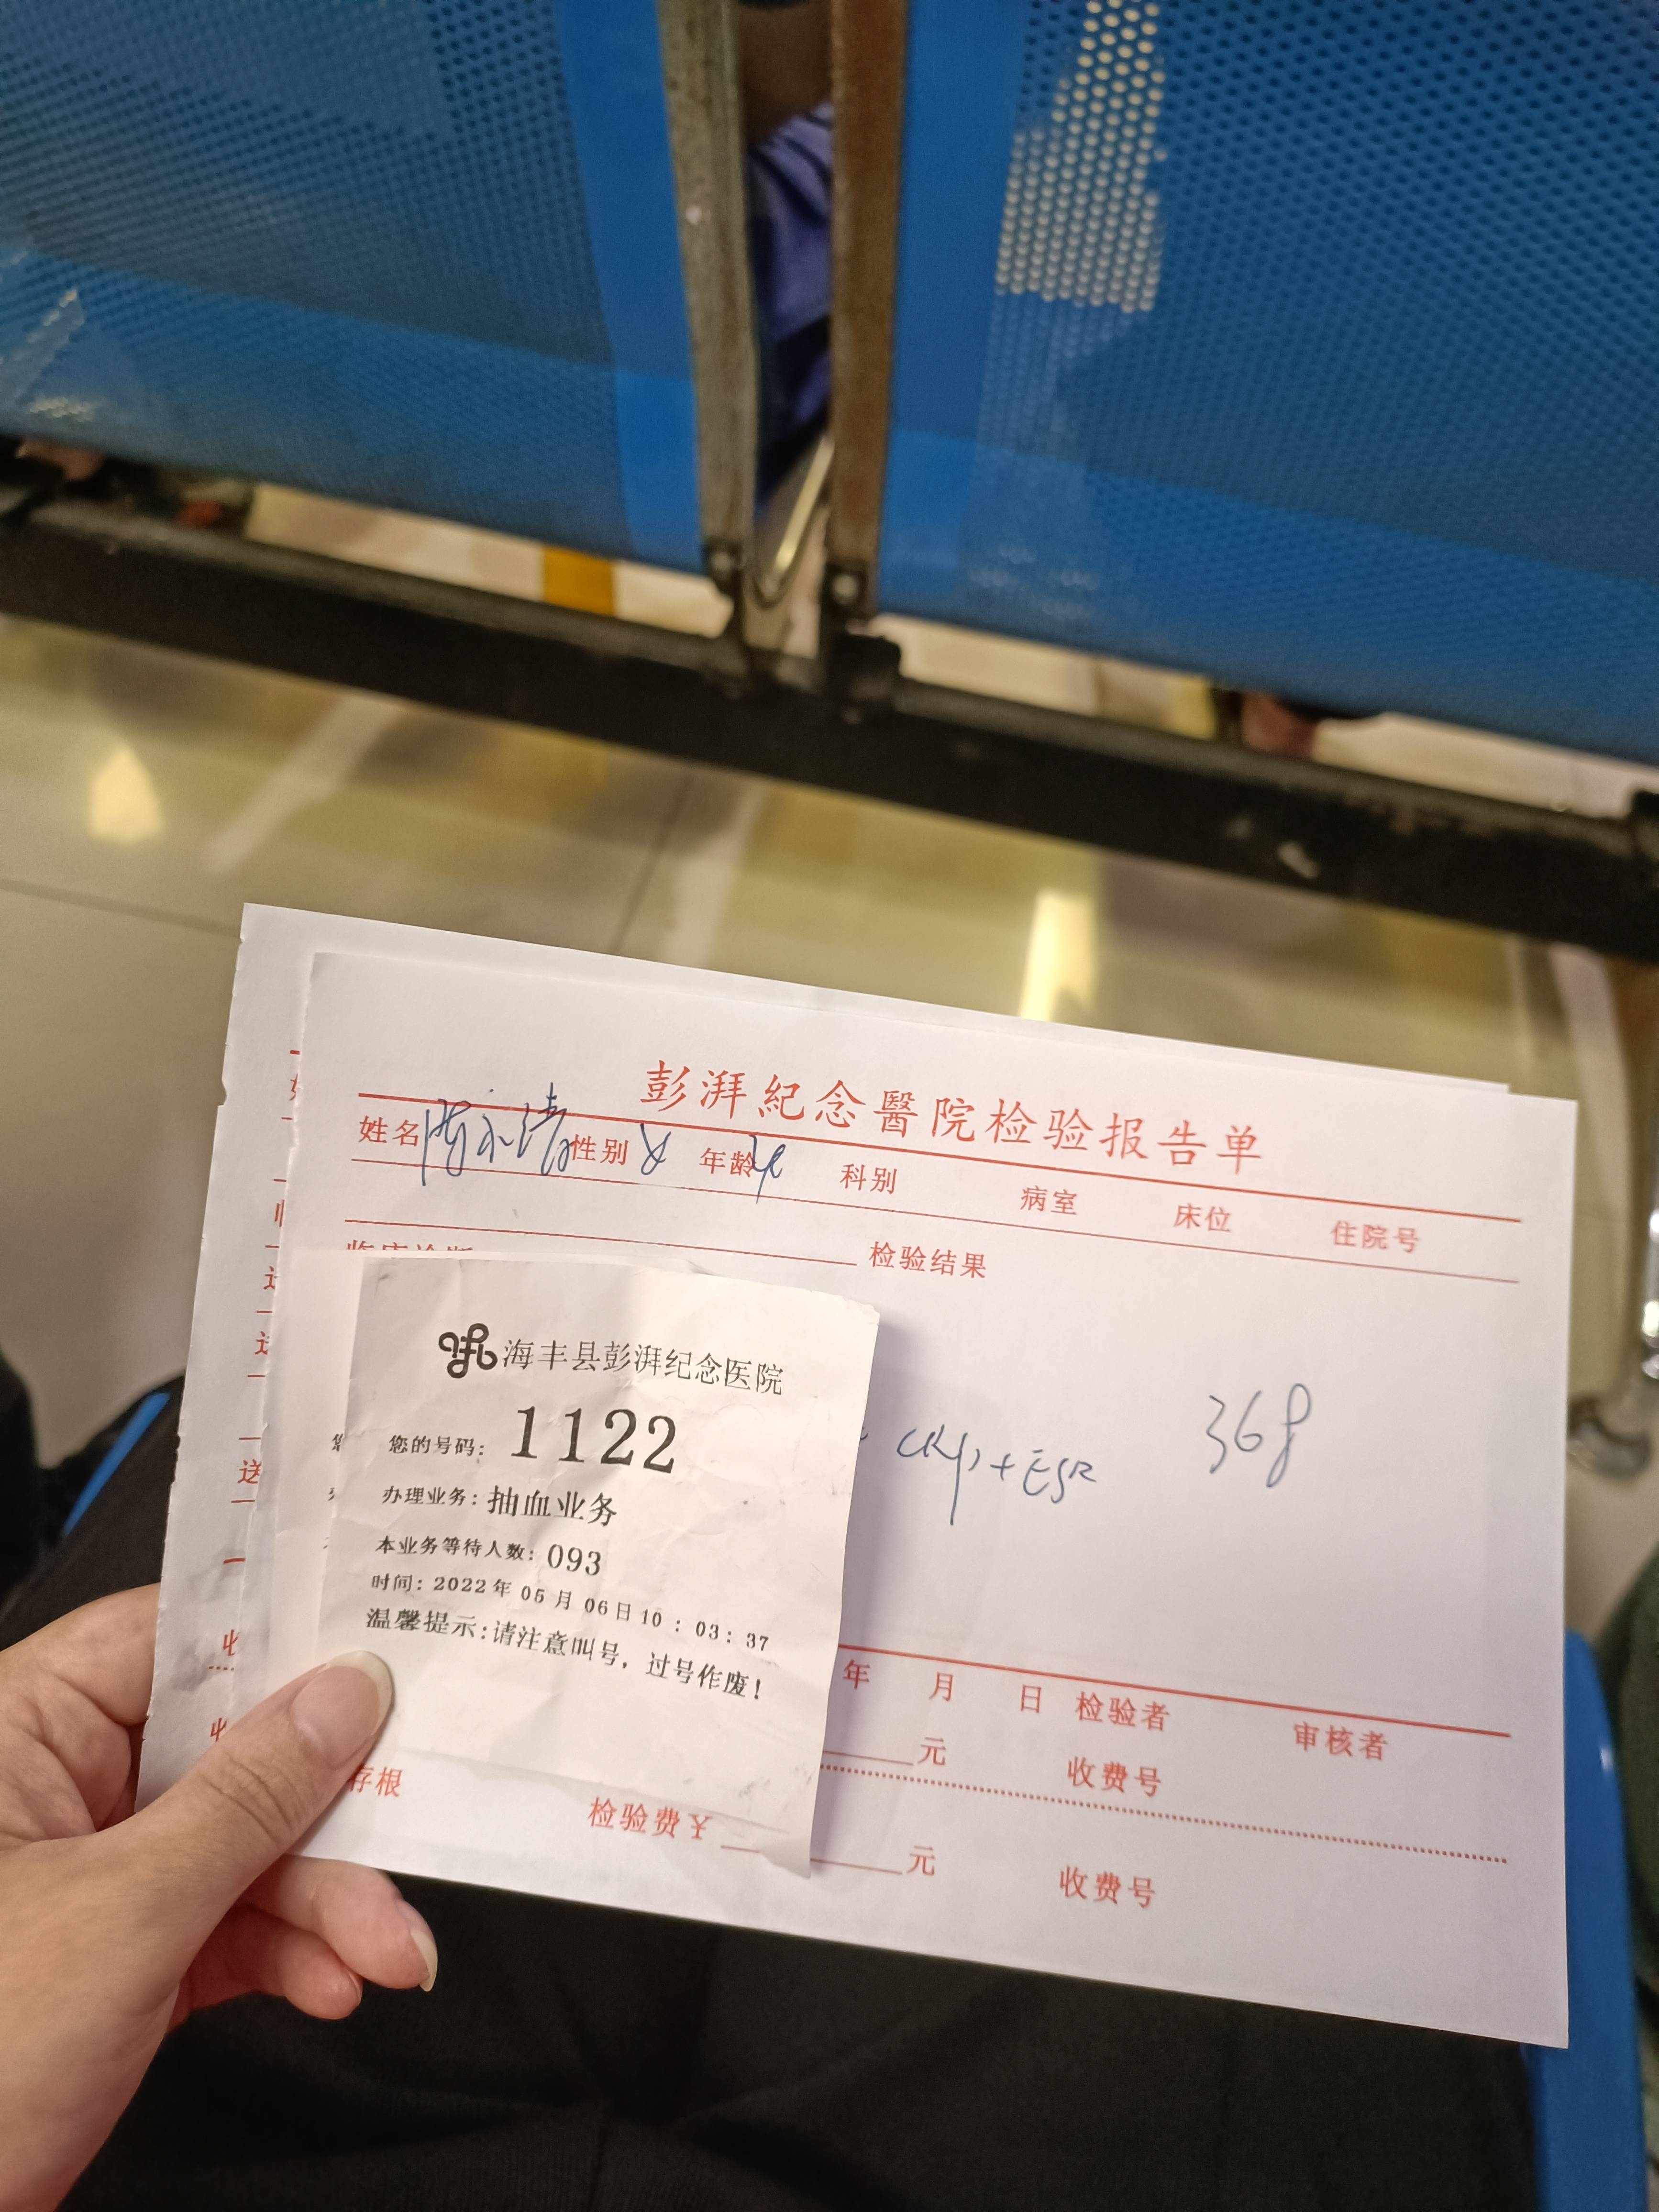 彭湃紀念醫院检验报告单
姓名 性别 女 年龄 科别 病室 床位 住院号
检验结果
海丰县彭湃纪念医院
您的号码: 1122
办理业务: 抽血业务
本业务等待人数: 093
时间: 2022年 05月 06日10 : 03: 37
温馨提示:请注意叫号, 过号作废!
CRP+ESR
年 月 日 检验者 审核者
元 收费号
存根 检验费¥ 元 收费号
送